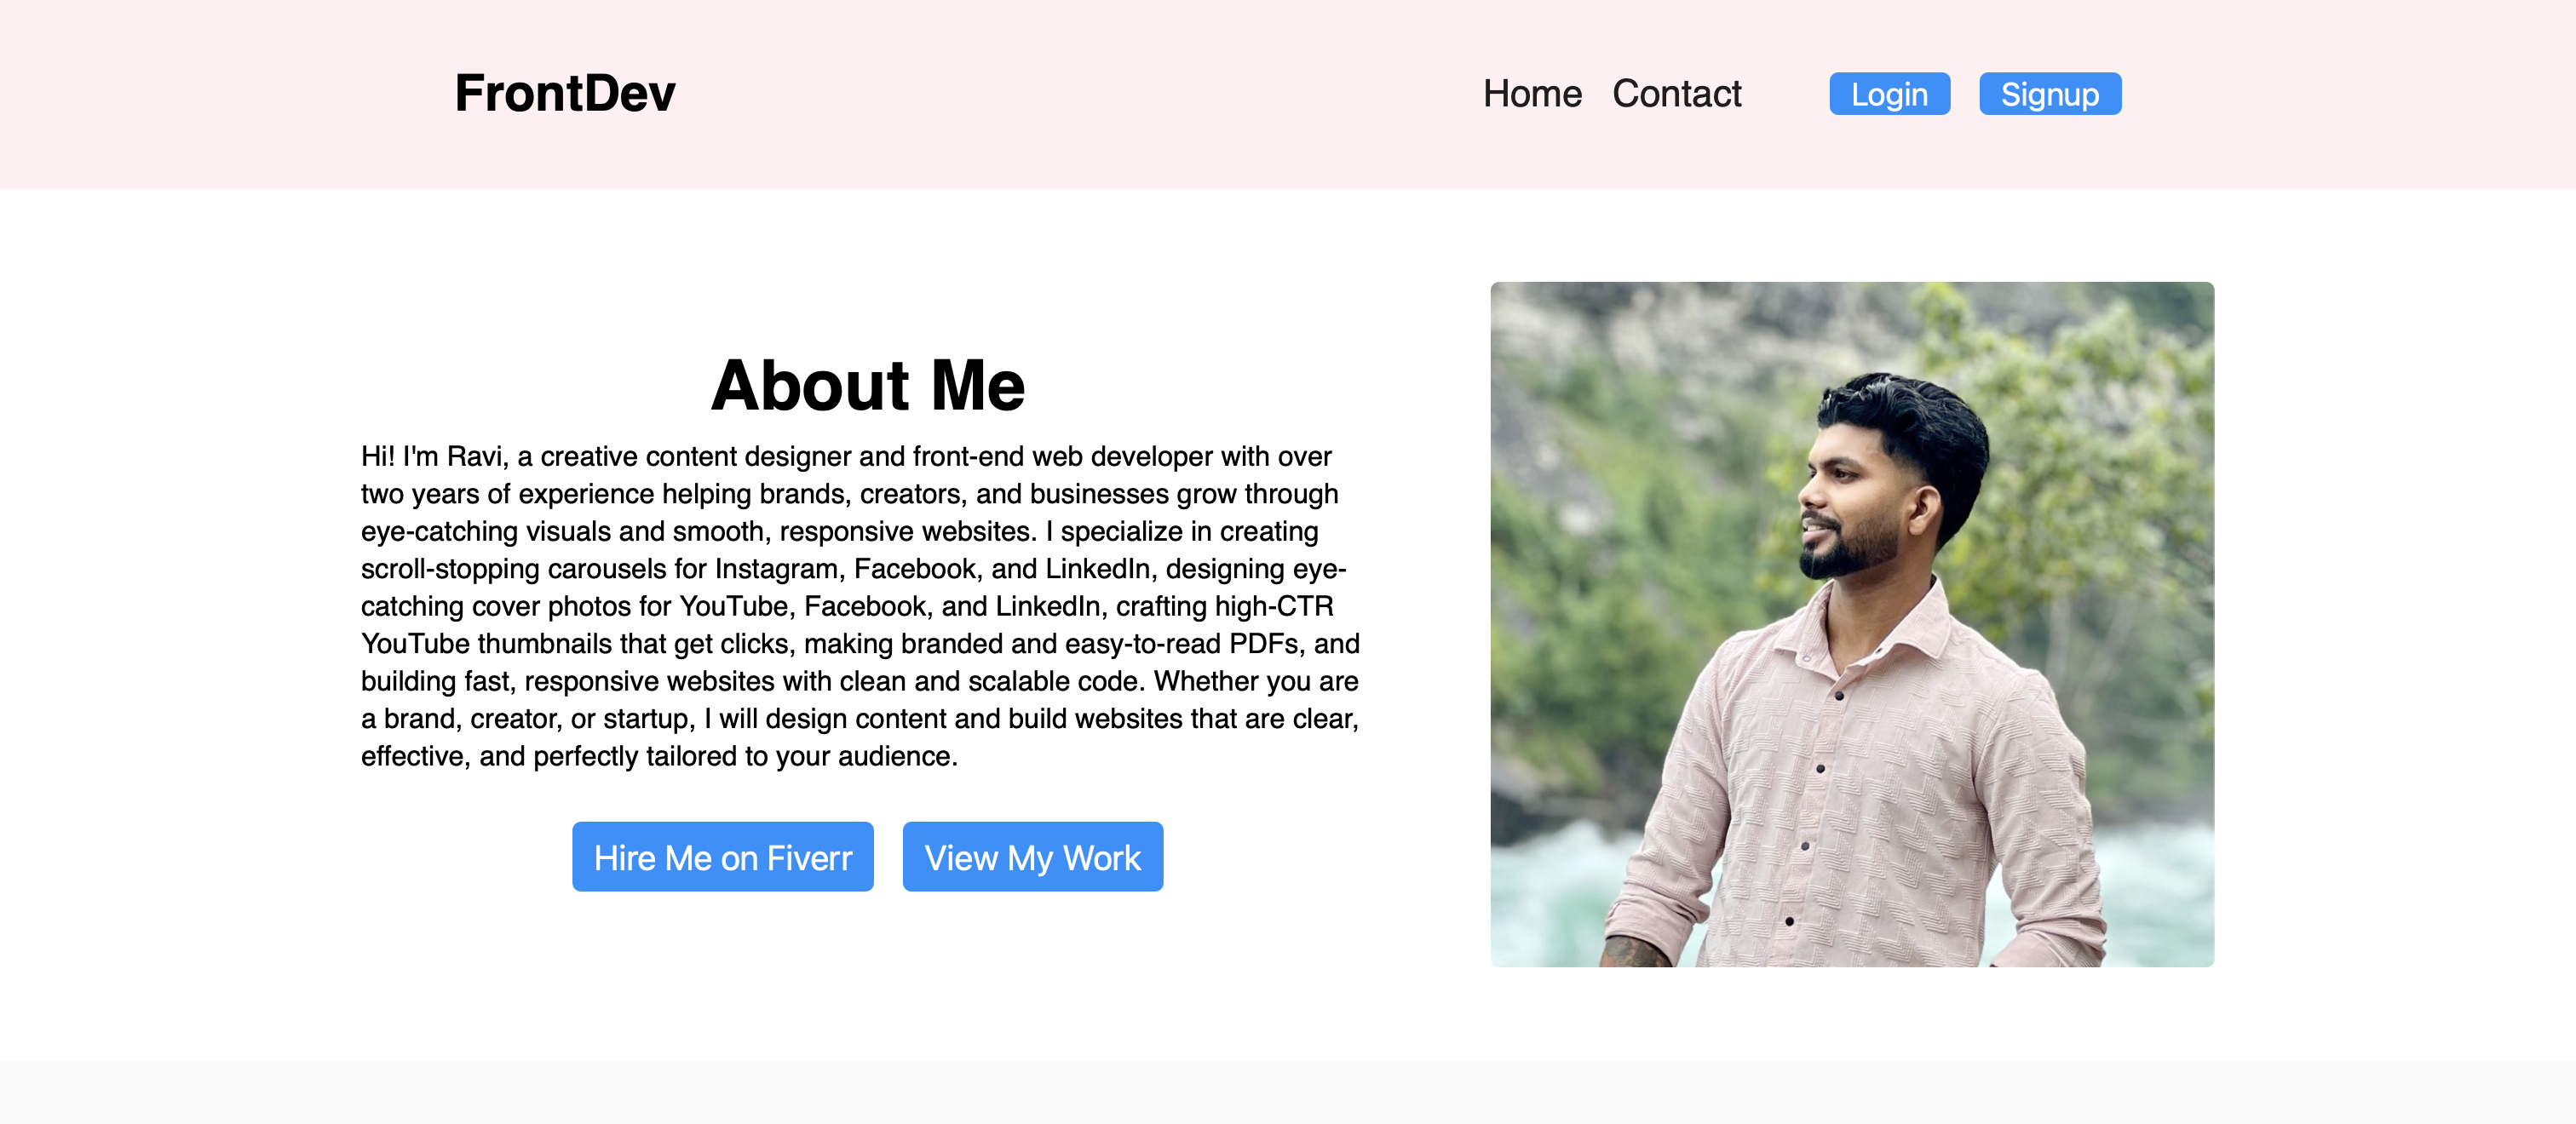 FrontDev
Home Contact Login Signup
About Me
Hi! I'm Ravi, a creative content designer and front-end web developer with over
two years of experience helping brands, creators, and businesses grow through
eye-catching visuals and smooth, responsive websites. I specialize in creating
scroll-stopping carousels for Instagram, Facebook, and LinkedIn, designing eye-
catching cover photos for YouTube, Facebook, and LinkedIn, crafting high-CTR
YouTube thumbnails that get clicks, making branded and easy-to-read PDFs, and
building fast, responsive websites with clean and scalable code. Whether you are
a brand, creator, or startup, I will design content and build websites that are clear,
effective, and perfectly tailored to your audience.
Hire Me on Fiverr View My Work